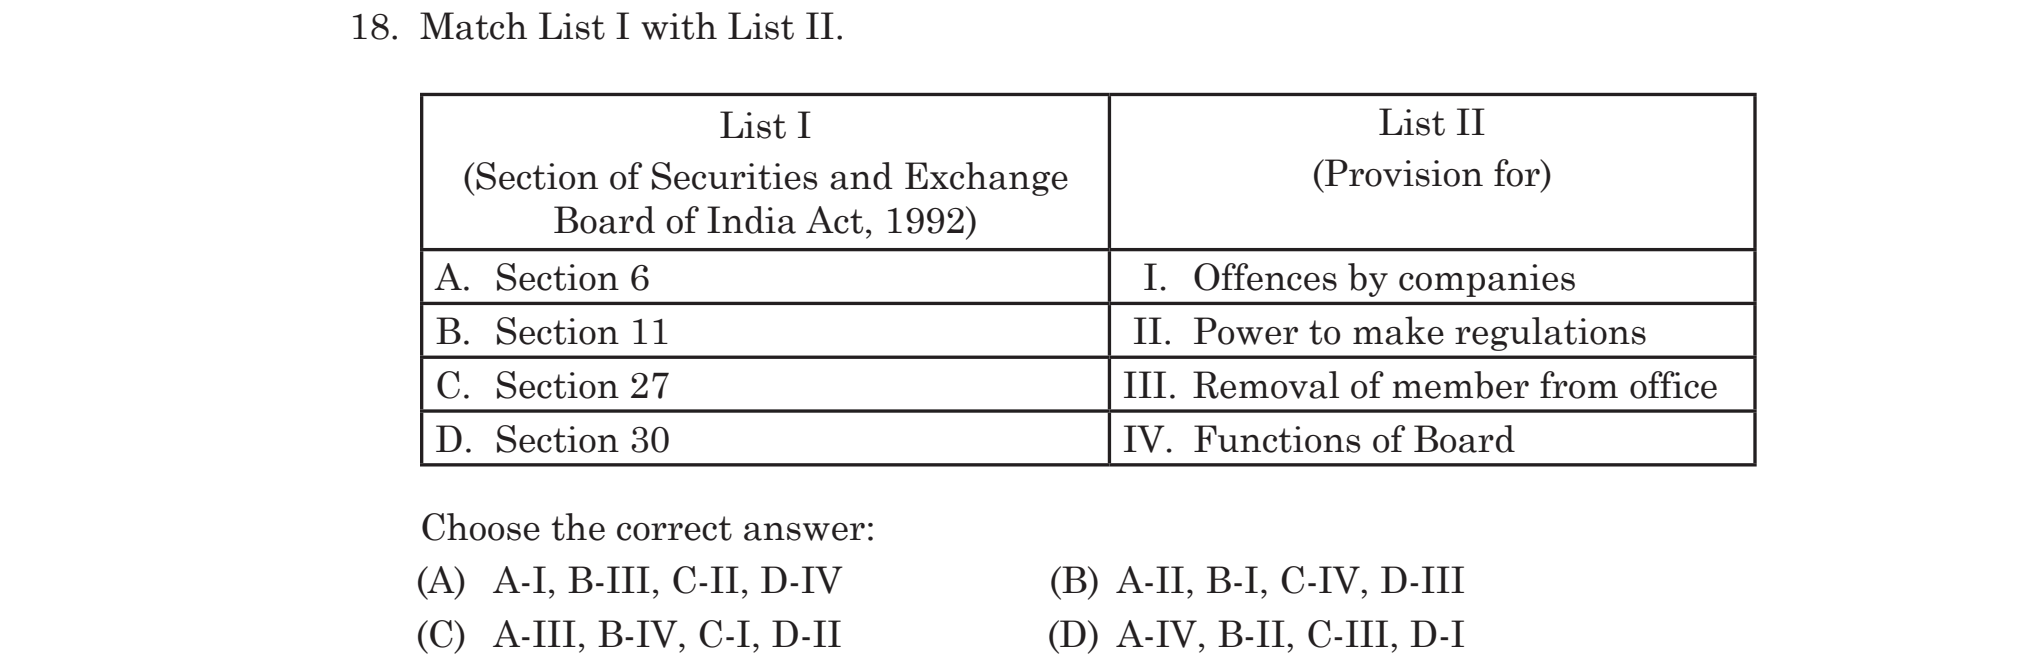 18. Match List I with List II.
List I
(Section of Securities and Exchange
Board of India Act, 1992)
List II
(Provision for)
A. Section 6
I. Offences by companies
B. Section 11
II. Power to make regulations
C. Section 27
III. Removal of member from office
D. Section 30
IV. Functions of Board
Choose the correct answer:
(A) A-I, B-III, C-II, D-IV
(B) A-II, B-I, C-IV, D-III
(C) A-III, B-IV, C-I, D-II
(D) A-IV, B-II, C-III, D-I